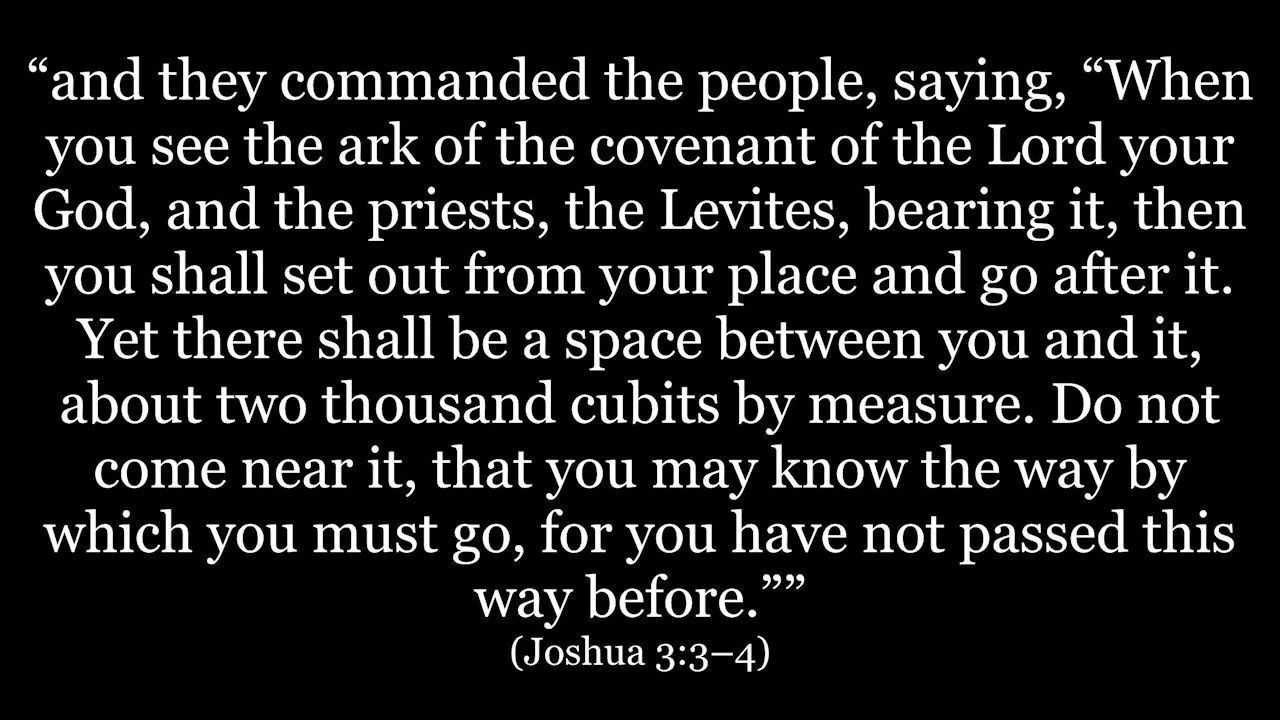 “and they commanded the people, saying, “When
you see the ark of the covenant of the Lord your
God, and the priests, the Levites, bearing it, then
you shall set out from your place and go after it.
Yet there shall be a space between you and it,
about two thousand cubits by measure. Do not
come near it, that you may know the way by
which you must go, for you have not passed this
way before.””
(Joshua 3:3–4)